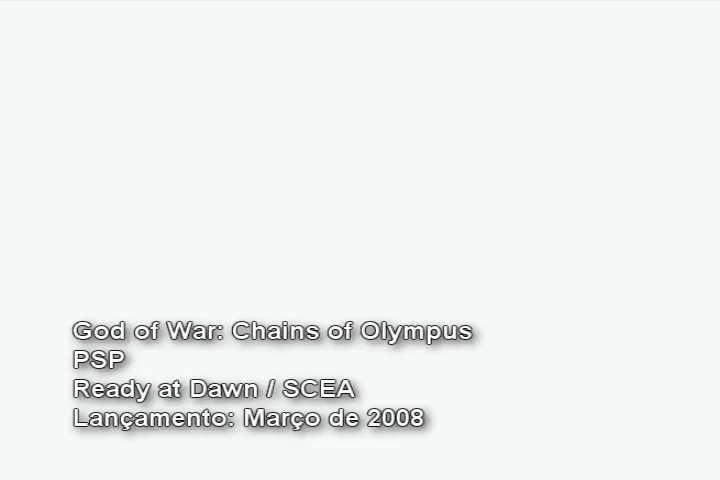 God of War: Chains of Olympus
PSP
Ready at Dawn / SCEA
Lançamento: Março de 2008